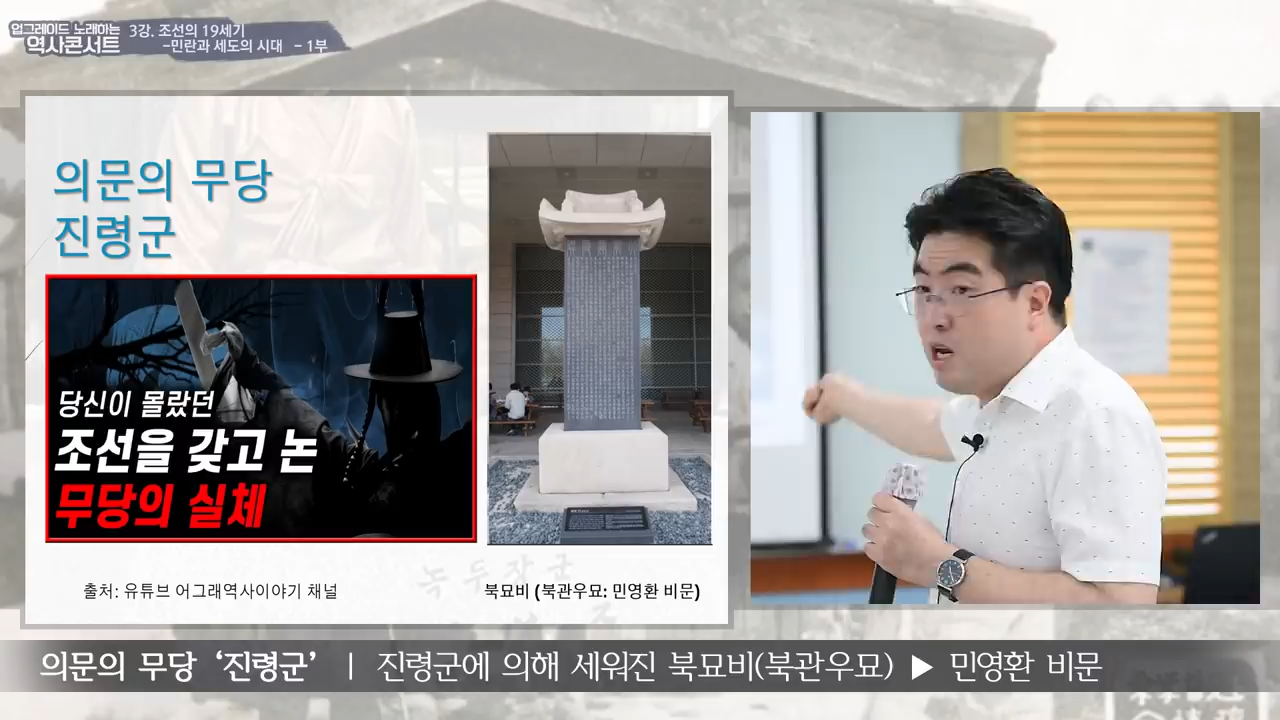 업그레이드 노래하는
역사콘서트
3강. 조선의 19세기
-민란과 세도의 시대 - 1부
의문의 무당
진령군
당신이 몰랐던
조선을 갖고 논
무당의 실체
출처: 유튜브 어그래역사이야기 채널
녹두장군
북묘비 (북관우묘: 민영환 비문)
의문의 무당 ‘진령군’ | 진령군에 의해 세워진 북묘비(북관우묘) ▶ 민영환 비문